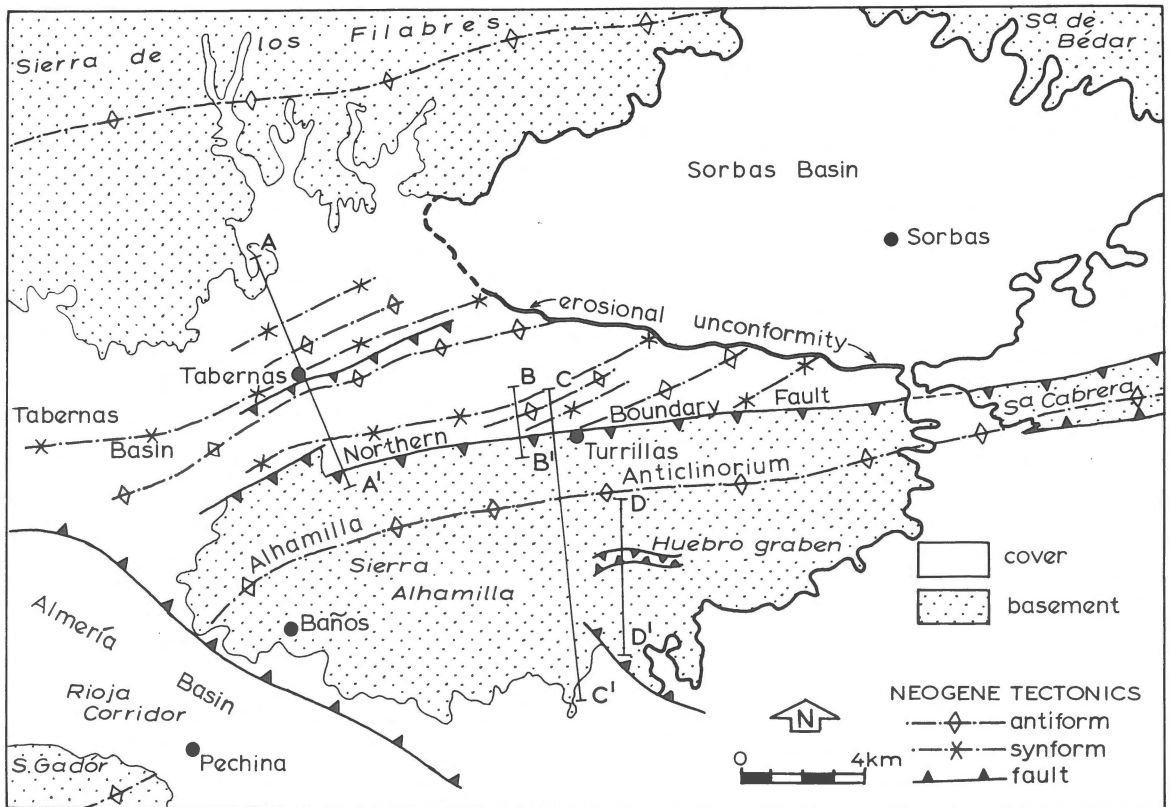 Sierra de los Filabres
Sª de
Bédar
Sorbas Basin
Sorbas
A
erosional unconformity
Tabernas
B
C
Tabernas
Basin
Northern Boundary Fault
Sª Cabrera
B'
Turrillas
A'
Alhamilla Anticlinorium
D
Huebro graben
Sierra
Alhamilla
Almería
Basin
Baños
D'
C'
Rioja
Corridor
Pechina
S. Gadór
cover
basement
NEOGENE TECTONICS
antiform
synform
fault
N
0 4km